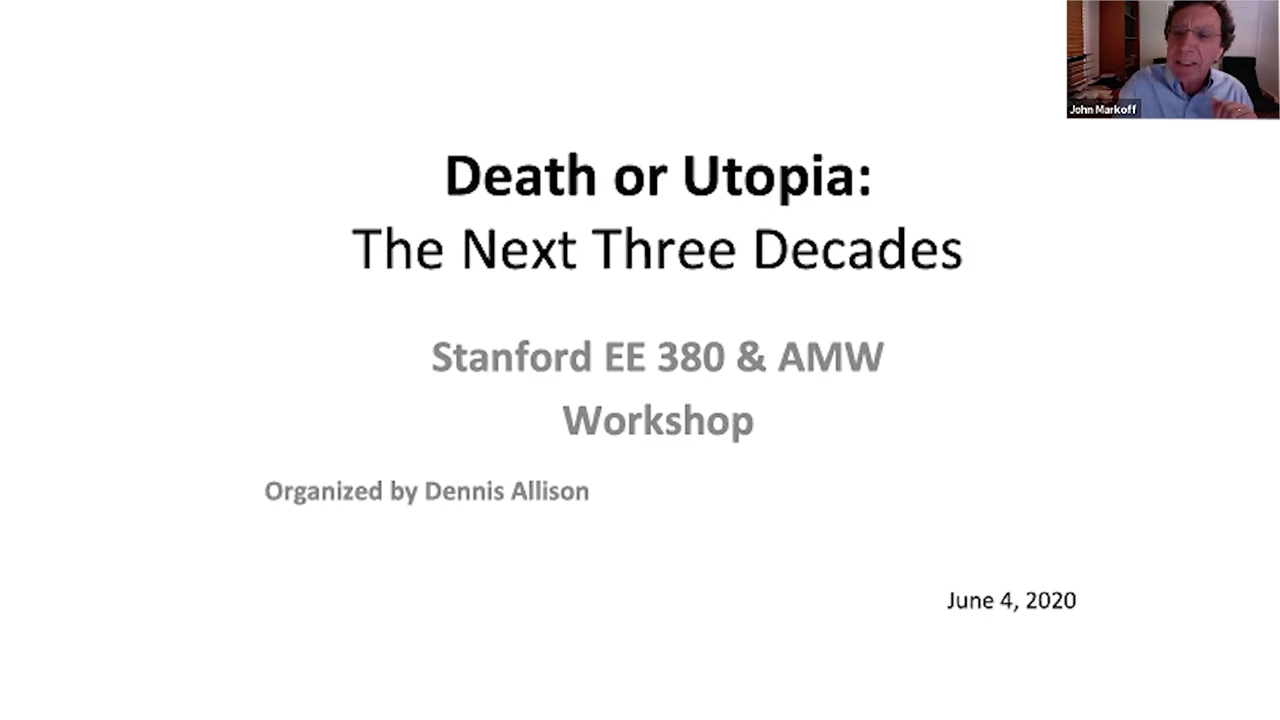 John Markoff
Death or Utopia:
The Next Three Decades
Stanford EE 380 & AMW
Workshop
Organized by Dennis Allison
June 4, 2020